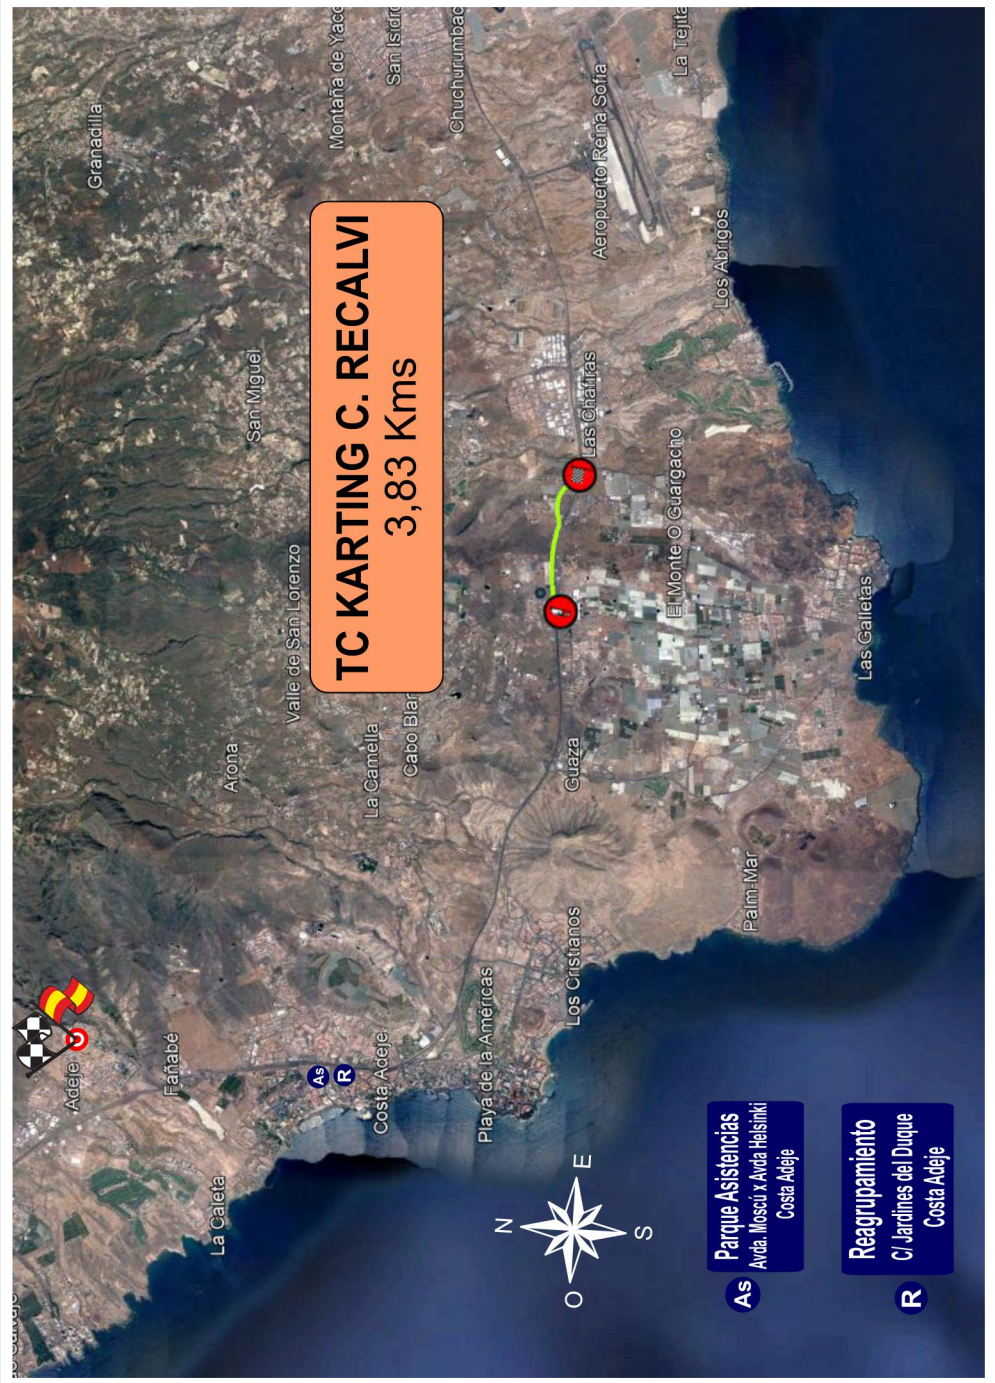 TC KARTING C. RECALVI
3,83 Kms
Granadilla
Montaña de Yaco
San Isidro
Chuchurumbac
Aeropuerto Reina Sofía
La Tejita
San Miguel
Los Abrigos
Las Chafiras
Valle de San Lorenzo
El Monte O Guargacho
Arona
La Camella
Cabo Blan
Guaza
Las Galletas
Palm-Mar
Los Cristianos
Playa de la Américas
Adeje
Fañabé
Costa Adeje
La Caleta
As
R
N
E
S
O
As
Parque Asistencias
Avda. Moscú x Avda Helsinki
Costa Adeje
R
Reagrupamiento
C/ Jardines del Duque
Costa Adeje